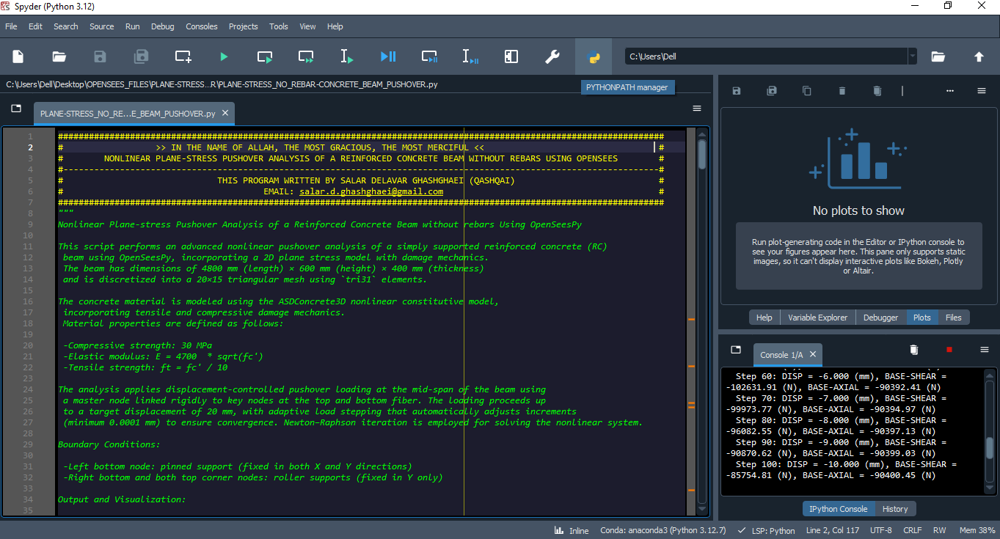 Spyder (Python 3.12)
File Edit Search Source Run Debug Consoles Projects Tools View Help
C:\Users\Dell
C:\Users\Dell\Desktop\OPENSEES_FILES\PLANE-STRESS...R\PLANE-STRESS_NO_REBAR-CONCRETE_BEAM_PUSHOVER.py
PYTHONPATH manager
PLANE-STRESS_NO_RE...E_BEAM_PUSHOVER.py
1 ######################################################################################################################
2 # >> IN THE NAME OF ALLAH, THE MOST GRACIOUS, THE MOST MERCIFUL << #
3 # NONLINEAR PLANE-STRESS PUSHOVER ANALYSIS OF A REINFORCED CONCRETE BEAM WITHOUT REBARS USING OPENSEES #
4 #--------------------------------------------------------------------------------------------------------------------#
5 # THIS PROGRAM WRITTEN BY SALAR DELAVAR GHASHGHAEI (QASHQAI) #
6 # EMAIL: salar.d.ghashghaei@gmail.com #
7 ######################################################################################################################
8 """
9 Nonlinear Plane-stress Pushover Analysis of a Reinforced Concrete Beam without rebars Using OpenSeesPy
10
11 This script performs an advanced nonlinear pushover analysis of a simply supported reinforced concrete (RC)
12 beam using OpenSeesPy, incorporating a 2D plane stress model with damage mechanics.
13 The beam has dimensions of 4800 mm (length) × 600 mm (height) × 400 mm (thickness)
14 and is discretized into a 20×15 triangular mesh using `tri31` elements.
15
16 The concrete material is modeled using the ASDConcrete3D nonlinear constitutive model,
17 incorporating tensile and compressive damage mechanics.
18 Material properties are defined as follows:
19
20 -Compressive strength: 30 MPa
21 -Elastic modulus: E = 4700 * sqrt(fc')
22 -Tensile strength: ft = fc' / 10
23
24 The analysis applies displacement-controlled pushover loading at the mid-span of the beam using
25 a master node linked rigidly to key nodes at the top and bottom fiber. The loading proceeds up
26 to a target displacement of 20 mm, with adaptive load stepping that automatically adjusts increments
27 (minimum 0.0001 mm) to ensure convergence. Newton–Raphson iteration is employed for solving the nonlinear system.
28
29 Boundary Conditions:
30
31 -Left bottom node: pinned support (fixed in both X and Y directions)
32 -Right bottom and both top corner nodes: roller supports (fixed in Y only)
33
34 Output and Visualization:
35
No plots to show
Run plot-generating code in the Editor or IPython console to
see your figures appear here. This pane only supports static
images, so it can't display interactive plots like Bokeh, Plotly
or Altair.
Help Variable Explorer Debugger Plots Files
Console 1/A
Step 60: DISP = -6.000 (mm), BASE-SHEAR =
-102631.91 (N), BASE-AXIAL = -90392.41 (N)
Step 70: DISP = -7.000 (mm), BASE-SHEAR =
-99973.77 (N), BASE-AXIAL = -90394.97 (N)
Step 80: DISP = -8.000 (mm), BASE-SHEAR =
-96082.55 (N), BASE-AXIAL = -90397.13 (N)
Step 90: DISP = -9.000 (mm), BASE-SHEAR =
-90870.62 (N), BASE-AXIAL = -90399.03 (N)
Step 100: DISP = -10.000 (mm), BASE-SHEAR =
-85754.81 (N), BASE-AXIAL = -90400.45 (N)
IPython Console History
Inline Conda: anaconda3 (Python 3.12.7) LSP: Python Line 2, Col 117 UTF-8 CRLF RW Mem 38%